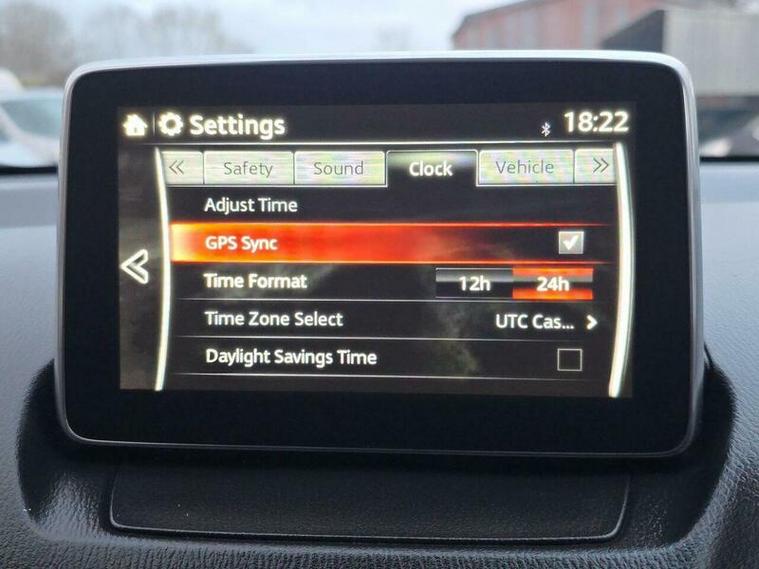 Settings 18:22
Safety Sound Clock Vehicle
Adjust Time
GPS Sync
Time Format 12h 24h
Time Zone Select UTC Cas...
Daylight Savings Time